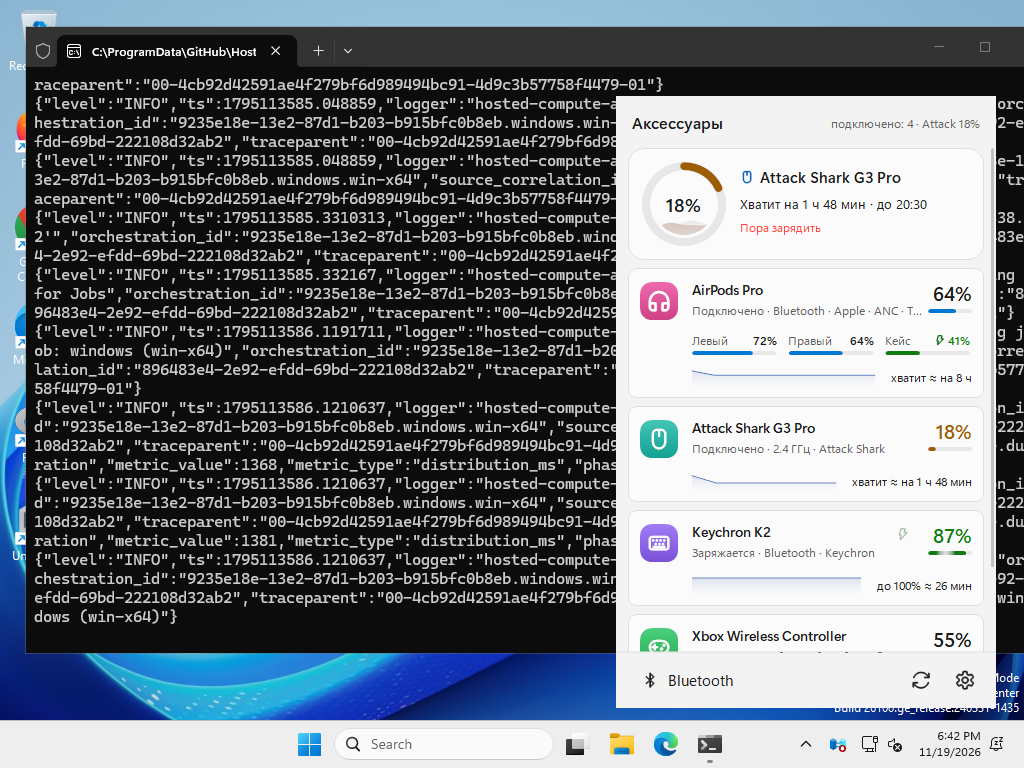 C:\ProgramData\GitHub\Host
raceparent":"00-4cb92d42591ae4f279bf6d989494bc91-4d9c3b57758f4479-01"}
{"level":"INFO","ts":1795113585.048859,"logger":"hosted-compute-a
hestration_id":"9235e18e-13e2-87d1-b203-b915bfc0b8eb.windows.win-
efdd-69bd-222108d32ab2","traceparent":"00-4cb92d42591ae4f279bf6d98
{"level":"INFO","ts":1795113585.048859,"logger":"hosted-compute-a
3e2-87d1-b203-b915bfc0b8eb.windows.win-x64","source_correlation_i
aceparent":"00-4cb92d42591ae4f279bf6d989494bc91-4d9c3b57758f4479-
{"level":"INFO","ts":1795113585.3310313,"logger":"hosted-compute-
2'","orchestration_id":"9235e18e-13e2-87d1-b203-b915bfc0b8eb.wind
4-2e92-efdd-69bd-222108d32ab2","traceparent":"00-4cb92d42591ae4f2
{"level":"INFO","ts":1795113585.332167,"logger":"hosted-compute-a
for Jobs","orchestration_id":"9235e18e-13e2-87d1-b203-b915bfc0b8e
96483e4-2e92-efdd-69bd-222108d32ab2","traceparent":"00-4cb92d4259
{"level":"INFO","ts":1795113586.1191711,"logger":"hosted-compute-
ob: windows (win-x64)","orchestration_id":"9235e18e-13e2-87d1-b20
lation_id":"896483e4-2e92-efdd-69bd-222108d32ab2","traceparent":"
58f4479-01"}
{"level":"INFO","ts":1795113586.1210637,"logger":"hosted-compute-
d":"9235e18e-13e2-87d1-b203-b915bfc0b8eb.windows.win-x64","source
108d32ab2","traceparent":"00-4cb92d42591ae4f279bf6d989494bc91-4d9
ration","metric_value":1368,"metric_type":"distribution_ms","phas
{"level":"INFO","ts":1795113586.1210637,"logger":"hosted-compute-
d":"9235e18e-13e2-87d1-b203-b915bfc0b8eb.windows.win-x64","source
108d32ab2","traceparent":"00-4cb92d42591ae4f279bf6d989494bc91-4d9
ration","metric_value":1381,"metric_type":"distribution_ms","phas
{"level":"INFO","ts":1795113586.1210637,"logger":"hosted-compute-
chestration_id":"9235e18e-13e2-87d1-b203-b915bfc0b8eb.windows.win
efdd-69bd-222108d32ab2","traceparent":"00-4cb92d42591ae4f279bf6d9
dows (win-x64)"}
Аксессуары
подключено: 4 · Attack 18%
18%
Attack Shark G3 Pro
Хватит на 1 ч 48 мин · до 20:30
Пора зарядить
AirPods Pro
64%
Подключено · Bluetooth · Apple · ANC · T...
Левый 72% Правый 64% Кейс 41%
хватит ≈ на 8 ч
Attack Shark G3 Pro
18%
Подключено · 2.4 ГГц · Attack Shark
хватит ≈ на 1 ч 48 мин
Keychron K2
87%
Заряжается · Bluetooth · Keychron
до 100% ≈ 26 мин
Xbox Wireless Controller
55%
Bluetooth
Search
6:42 PM
11/19/2026